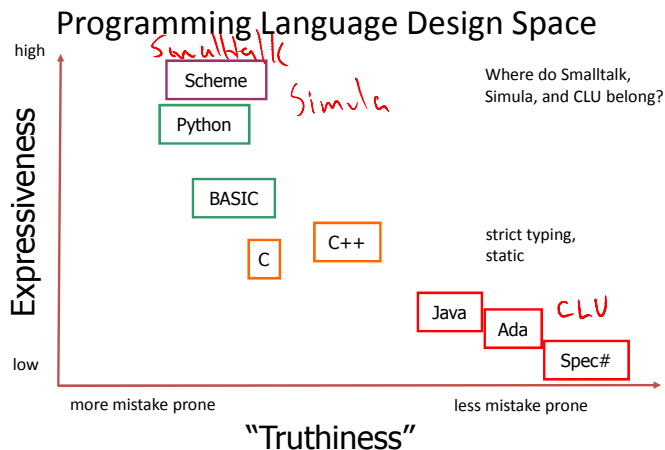 Programming Language Design Space
Smalltalk
high
Scheme
Where do Smalltalk,
Simula, and CLU belong?
Simula
Python
Expressiveness
BASIC
C++
strict typing,
static
C
Java
CLU
Ada
Spec#
low
more mistake prone
less mistake prone
“Truthiness”